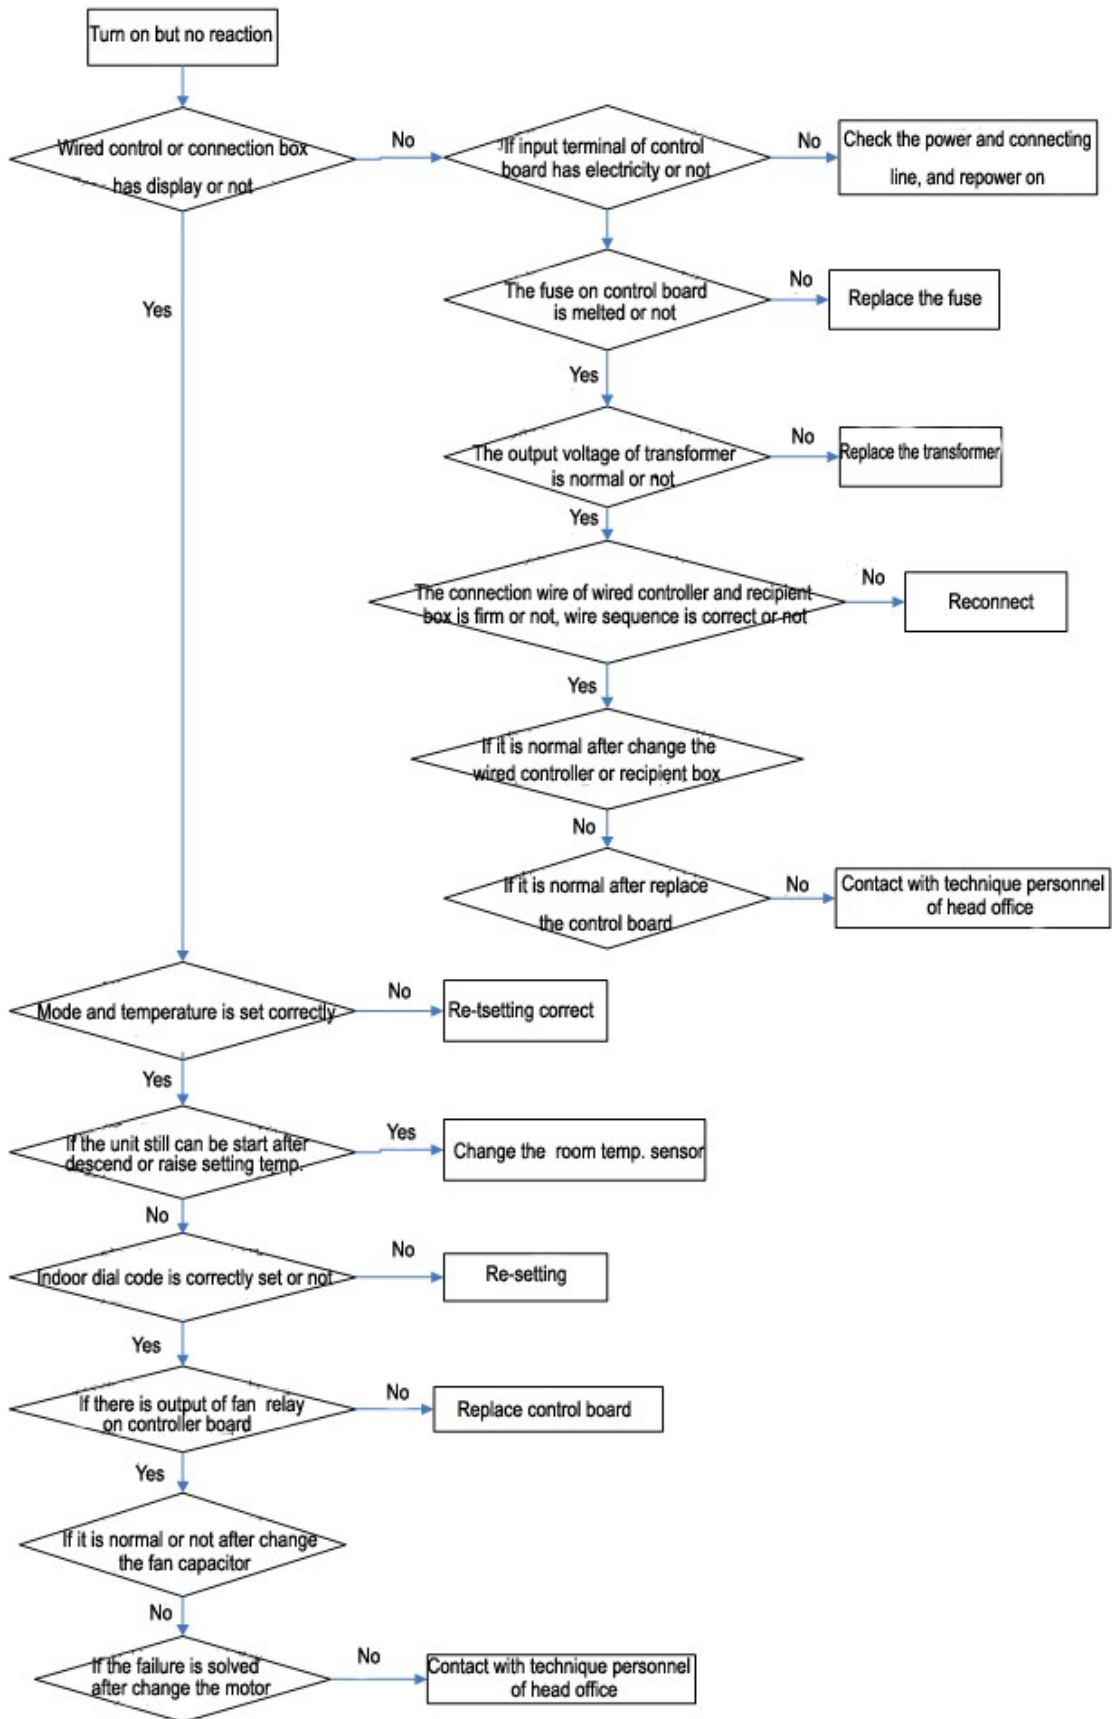 Turn on but no reaction
Wired control or connection box
has display or not
No
If input terminal of control
board has electricity or not
No
Check the power and connecting
line, and repower on
Yes
The fuse on control board
is melted or not
No
Replace the fuse
Yes
The output voltage of transformer
is normal or not
No
Replace the transformer
Yes
The connection wire of wired controller and recipient
box is firm or not, wire sequence is correct or not
No
Reconnect
Yes
If it is normal after change the
wired controller or recipient box
No
If it is normal after replace
the control board
No
Contact with technique personnel
of head office
Mode and temperature is set correctly
No
Re-tsetting correct
Yes
If the unit still can be start after
descend or raise setting temp.
Yes
Change the room temp. sensor
No
Indoor dial code is correctly set or not
No
Re-setting
Yes
If there is output of fan relay
on controller board
No
Replace control board
Yes
If it is normal or not after change
the fan capacitor
No
If the failure is solved
after change the motor
No
Contact with technique personnel
of head office